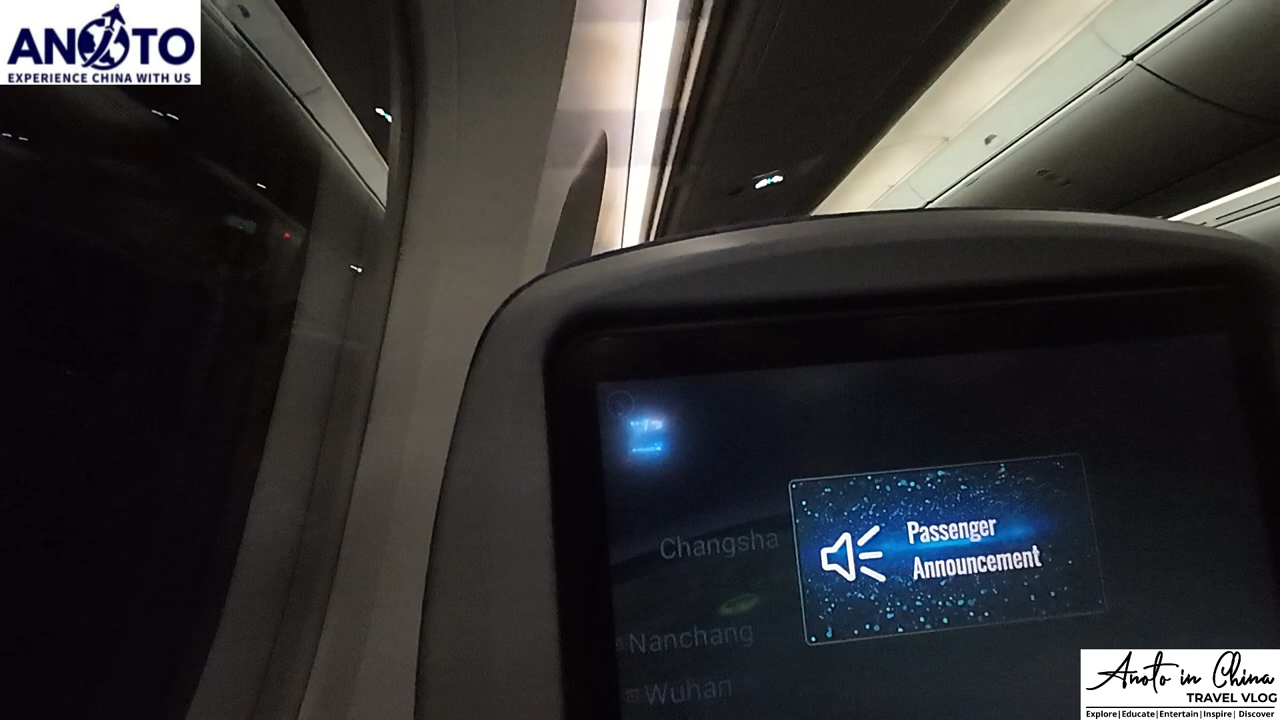 ANOTO
EXPERIENCE CHINA WITH US
Changsha
Passenger
Announcement
Nanchang
Wuhan
Anoto in China
TRAVEL VLOG
Explore|Educate|Entertain|Inspire| Discover